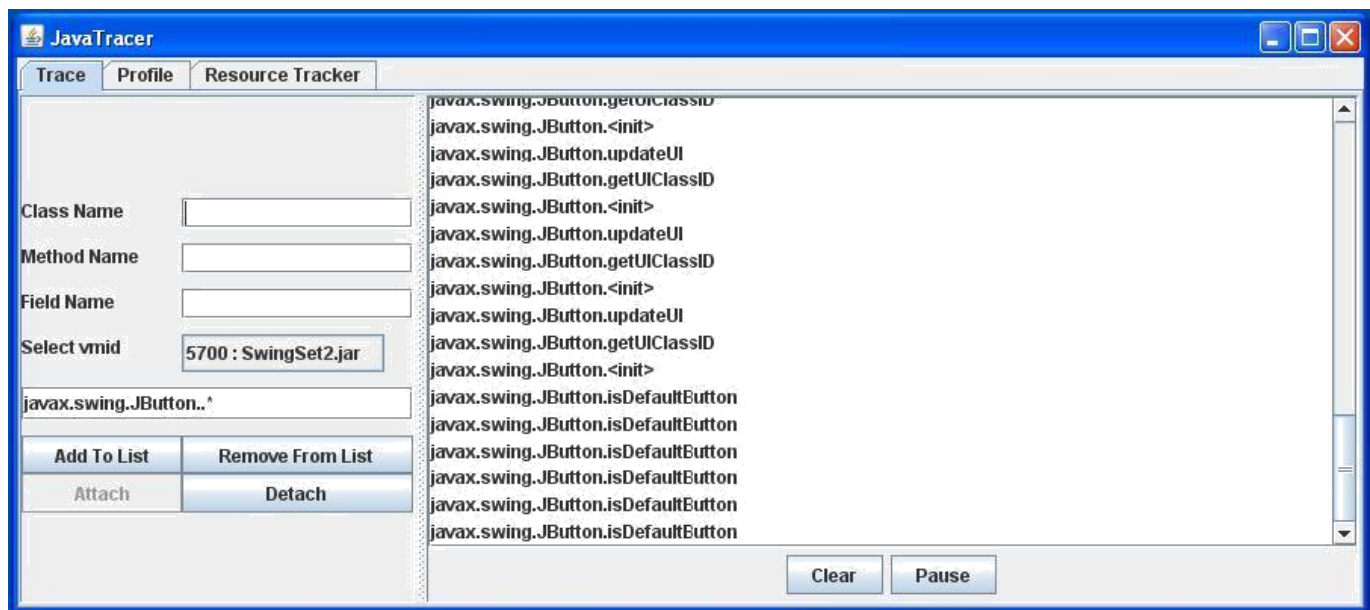 JavaTracer
Trace Profile Resource Tracker
Class Name
Method Name
Field Name
Select vmid 5700 : SwingSet2.jar
javax.swing.JButton..*
Add To List Remove From List
Attach Detach
javax.swing.JButton.getUIClassID
javax.swing.JButton.<init>
javax.swing.JButton.updateUI
javax.swing.JButton.getUIClassID
javax.swing.JButton.<init>
javax.swing.JButton.updateUI
javax.swing.JButton.getUIClassID
javax.swing.JButton.<init>
javax.swing.JButton.updateUI
javax.swing.JButton.getUIClassID
javax.swing.JButton.<init>
javax.swing.JButton.isDefaultButton
javax.swing.JButton.isDefaultButton
javax.swing.JButton.isDefaultButton
javax.swing.JButton.isDefaultButton
javax.swing.JButton.isDefaultButton
javax.swing.JButton.isDefaultButton
Clear Pause